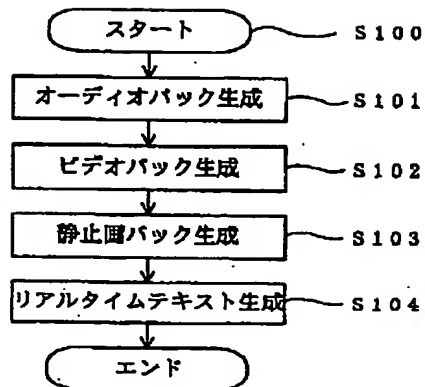 スタート S100
オーディオパック生成 S101
ビデオパック生成 S102
静止画パック生成 S103
リアルタイムテキスト生成 S104
エンド